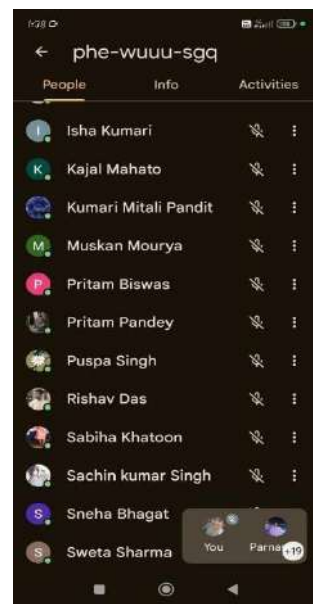 phe-wuuu-sgq
People Info Activities
I Isha Kumari
K Kajal Mahato
Kumari Mitali Pandit
M Muskan Mourya
P Pritam Biswas
Pritam Pandey
Puspa Singh
Rishav Das
Sabiha Khatoon
Sachin kumar Singh
S Sneha Bhagat
S Sweta Sharma
You Parna +19